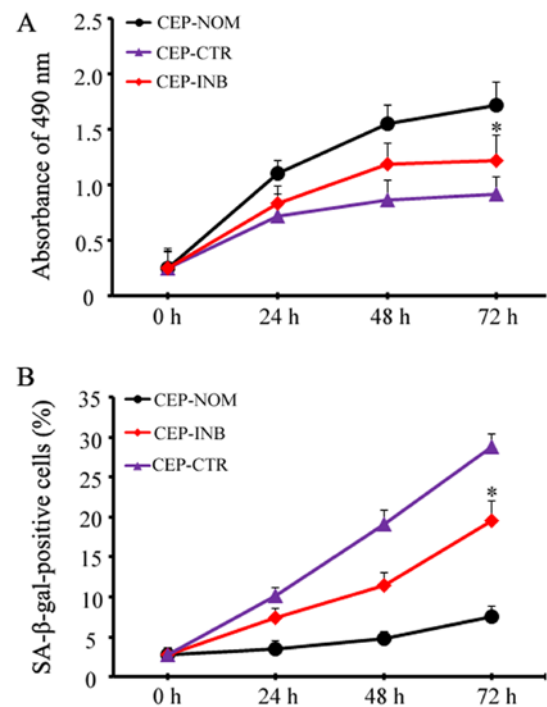 A
Absorbance of 490 nm
2.5
2.0
1.5
1.0
0.5
0
CEP-NOM
CEP-CTR
CEP-INB
*
0 h 24 h 48 h 72 h
B
SA-β-gal-positive cells (%)
35
30
20
10
5
0
CEP-NOM
CEP-INB
CEP-CTR
*
0 h 24 h 48 h 72 h